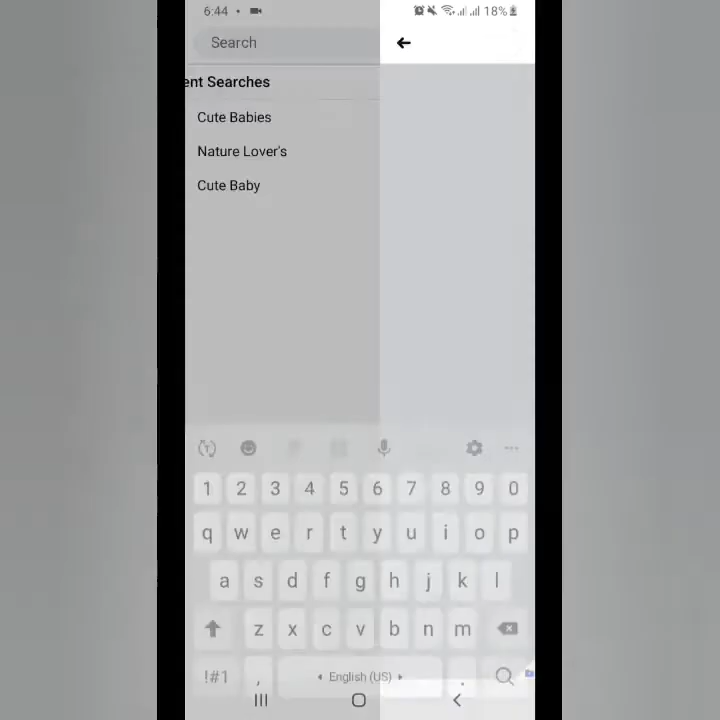 6:44
18%
Search
ent Searches
Cute Babies
Nature Lover's
Cute Baby
1 2 3 4 5 6 7 8 9 0
q w e r t y u i o p
a s d f g h j k l
z x c v b n m
!#1 , English (US) .